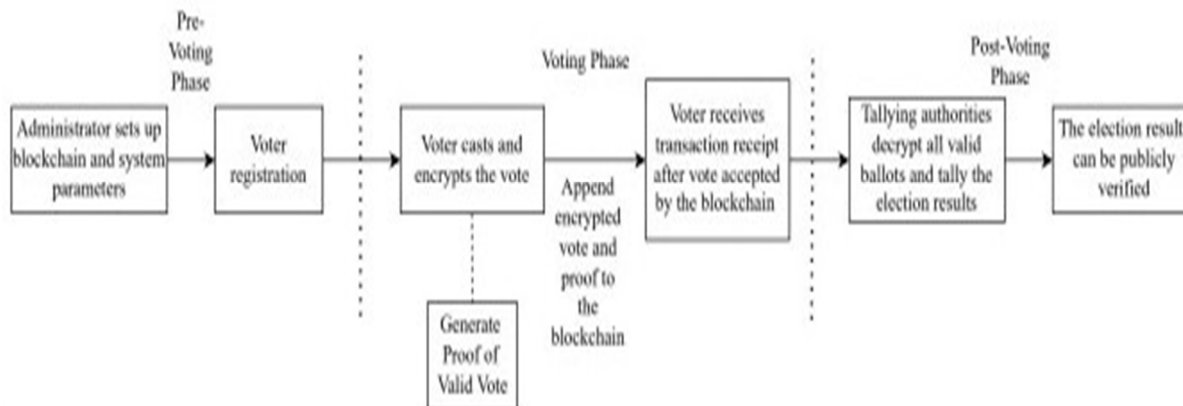 Pre-
Voting
Phase
Administrator sets up
blockchain and system
parameters
Voter
registration
Voting Phase
Voter casts and
encrypts the vote
Generate
Proof of
Valid Vote
Append
encrypted
vote and
proof to
the
blockchain
Voter receives
transaction receipt
after vote accepted
by the blockchain
Post-Voting
Phase
Tallying authorities
decrypt all valid
ballots and tally the
election results
The election result
can be publicly
verified